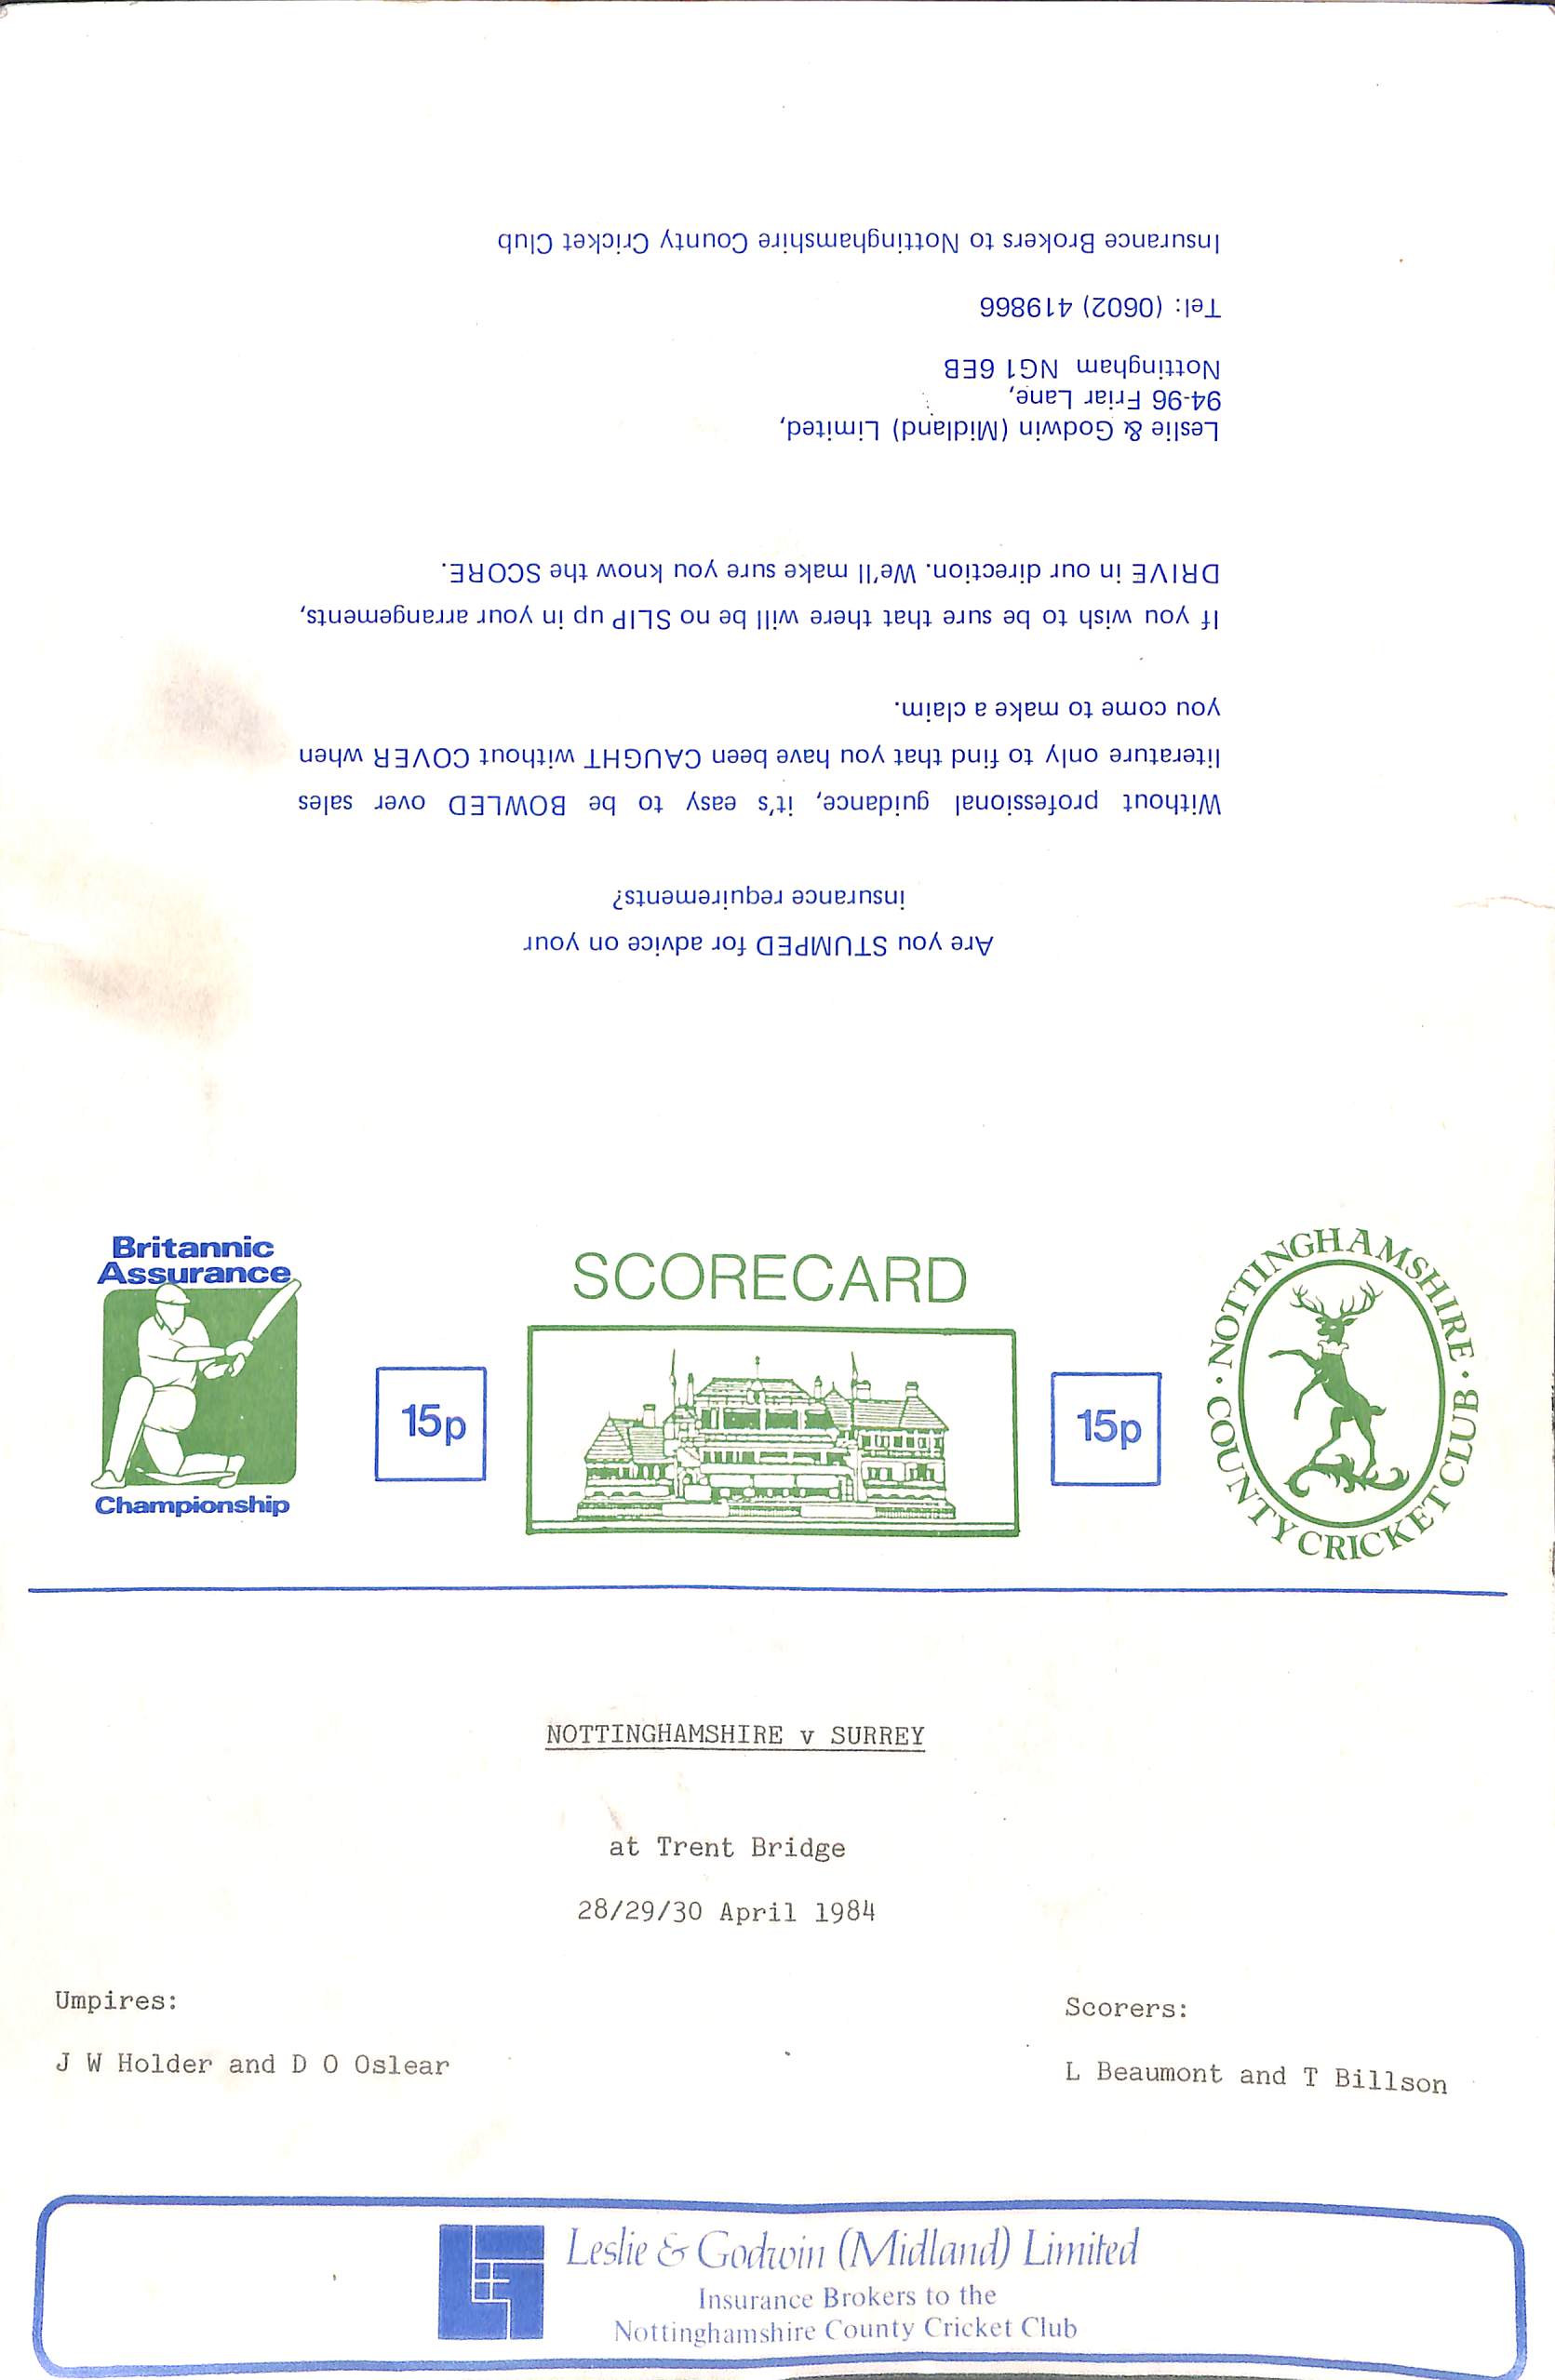 Are you STUMPED for advice on your
insurance requirements?
Without professional guidance, it's easy to be BOWLED over sales
literature only to find that you have been CAUGHT without COVER when
you come to make a claim.
If you wish to be sure that there will be no SLIP up in your arrangements,
DRIVE in our direction. We'll make sure you know the SCORE.
Leslie & Godwin (Midland) Limited,
94-96 Friar Lane,
Nottingham NG1 6EB
Tel: (0602) 419866
Insurance Brokers to Nottinghamshire County Cricket Club
Britannic
Assurance
Championship
15p
SCORECARD
15p
NOTTINGHAMSHIRE
COUNTY CRICKET CLUB
NOTTINGHAMSHIRE v SURREY
at Trent Bridge
28/29/30 April 1984
Umpires:
J W Holder and D O Oslear
Scorers:
L Beaumont and T Billson
Leslie & Godwin (Midland) Limited
Insurance Brokers to the
Nottinghamshire County Cricket Club